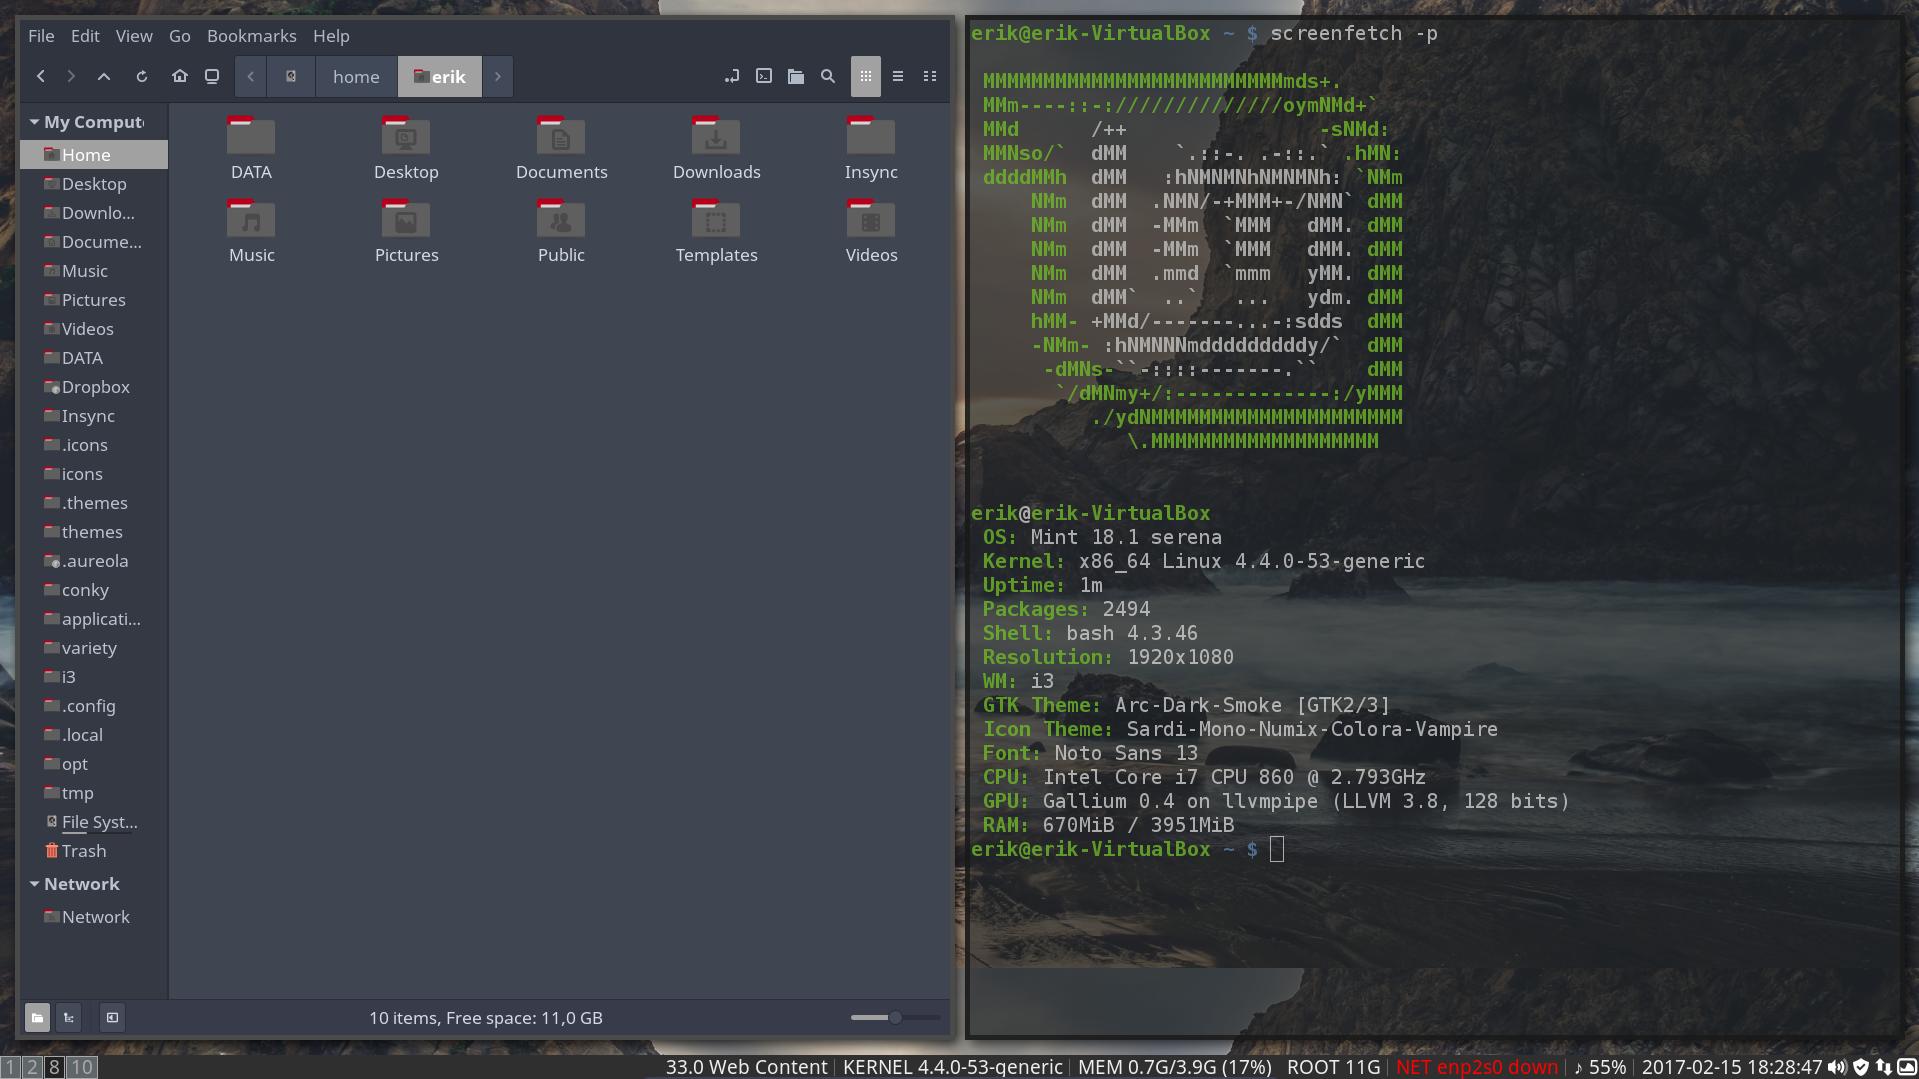 File Edit View Go Bookmarks Help
home erik
My Comput
Home
Desktop
Downlo...
Docume...
Music
Pictures
Videos
DATA
Dropbox
Insync
.icons
icons
.themes
themes
.aureola
conky
applicati...
variety
i3
.config
.local
opt
tmp
File Syst...
Trash
Network
Network
DATA Desktop Documents Downloads Insync
Music Pictures Public Templates Videos
10 items, Free space: 11,0 GB
erik@erik-VirtualBox ~ $ screenfetch -p
MMMMMMMMMMMMMMMMMMMMMMMMMmds+.
MMm----::-://////////////oymNMd+`
MMd      /++                -sNMd:
MMNso/`  dMM    `.::-. .-::.` .hMN:
ddddMMh  dMM   :hNMNMNhNMNMNh: `NMm
    NMm  dMM  .NMN/-+MMM+-/NMN` dMM
    NMm  dMM  -MMm  `MMM   dMM. dMM
    NMm  dMM  -MMm  `MMM   dMM. dMM
    NMm  dMM  .mmd  `mmm   yMM. dMM
    NMm  dMM`  ..`   ...   ydm. dMM
    hMM- +MMd/-------...-:sdds  dMM
    -NMm- :hNMNNNmdddddddddy/`  dMM
     -dMNs-``-::::-------.``    dMM
      `/dMNmy+/:-------------:/yMMM
         ./ydNMMMMMMMMMMMMMMMMMMMMM
            \.MMMMMMMMMMMMMMMMMMM
erik@erik-VirtualBox
OS: Mint 18.1 serena
Kernel: x86_64 Linux 4.4.0-53-generic
Uptime: 1m
Packages: 2494
Shell: bash 4.3.46
Resolution: 1920x1080
WM: i3
GTK Theme: Arc-Dark-Smoke [GTK2/3]
Icon Theme: Sardi-Mono-Numix-Colora-Vampire
Font: Noto Sans 13
CPU: Intel Core i7 CPU 860 @ 2.793GHz
GPU: Gallium 0.4 on llvmpipe (LLVM 3.8, 128 bits)
RAM: 670MiB / 3951MiB
erik@erik-VirtualBox ~ $
1 2 8 10 33.0 Web Content KERNEL 4.4.0-53-generic MEM 0.7G/3.9G (17%) ROOT 11G NET enp2s0 down ♪ 55% 2017-02-15 18:28:47